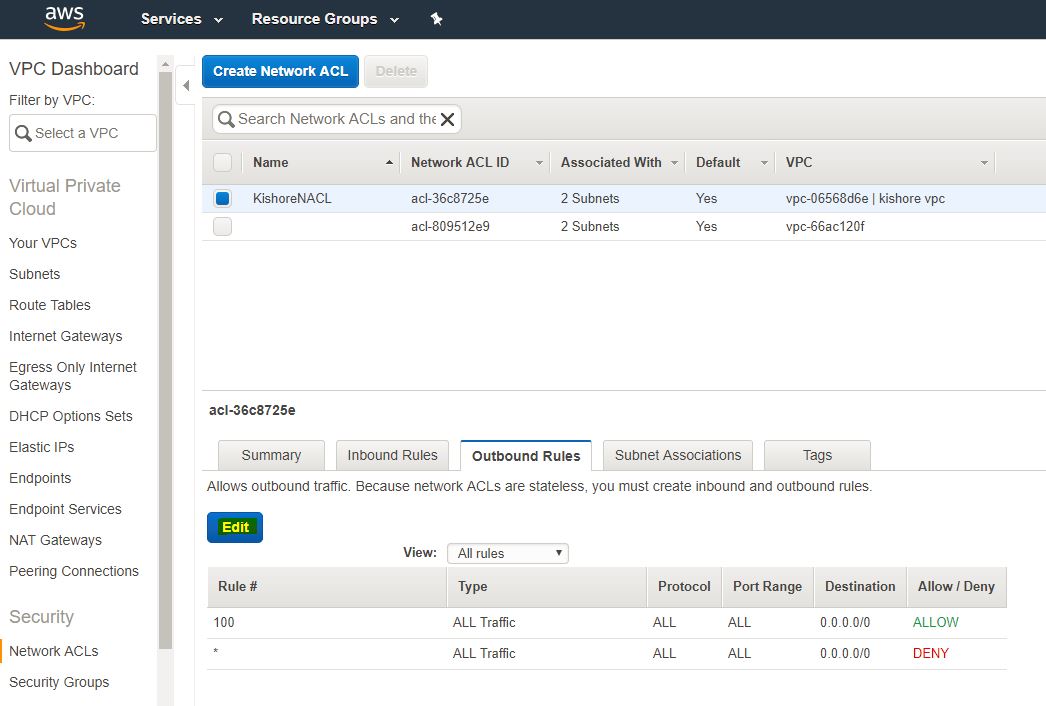 aws
Services
Resource Groups
VPC Dashboard
Filter by VPC:
Select a VPC
Virtual Private
Cloud
Your VPCs
Subnets
Route Tables
Internet Gateways
Egress Only Internet
Gateways
DHCP Options Sets
Elastic IPs
Endpoints
Endpoint Services
NAT Gateways
Peering Connections
Security
Network ACLs
Security Groups
Create Network ACL Delete
Search Network ACLs and the
Name Network ACL ID Associated With Default VPC
KishoreNACL acl-36c8725e 2 Subnets Yes vpc-06568d6e | kishore vpc
acl-809512e9 2 Subnets Yes vpc-66ac120f
acl-36c8725e
Summary Inbound Rules Outbound Rules Subnet Associations Tags
Allows outbound traffic. Because network ACLs are stateless, you must create inbound and outbound rules.
Edit
View: All rules
Rule # Type Protocol Port Range Destination Allow / Deny
100 ALL Traffic ALL ALL 0.0.0.0/0 ALLOW
* ALL Traffic ALL ALL 0.0.0.0/0 DENY